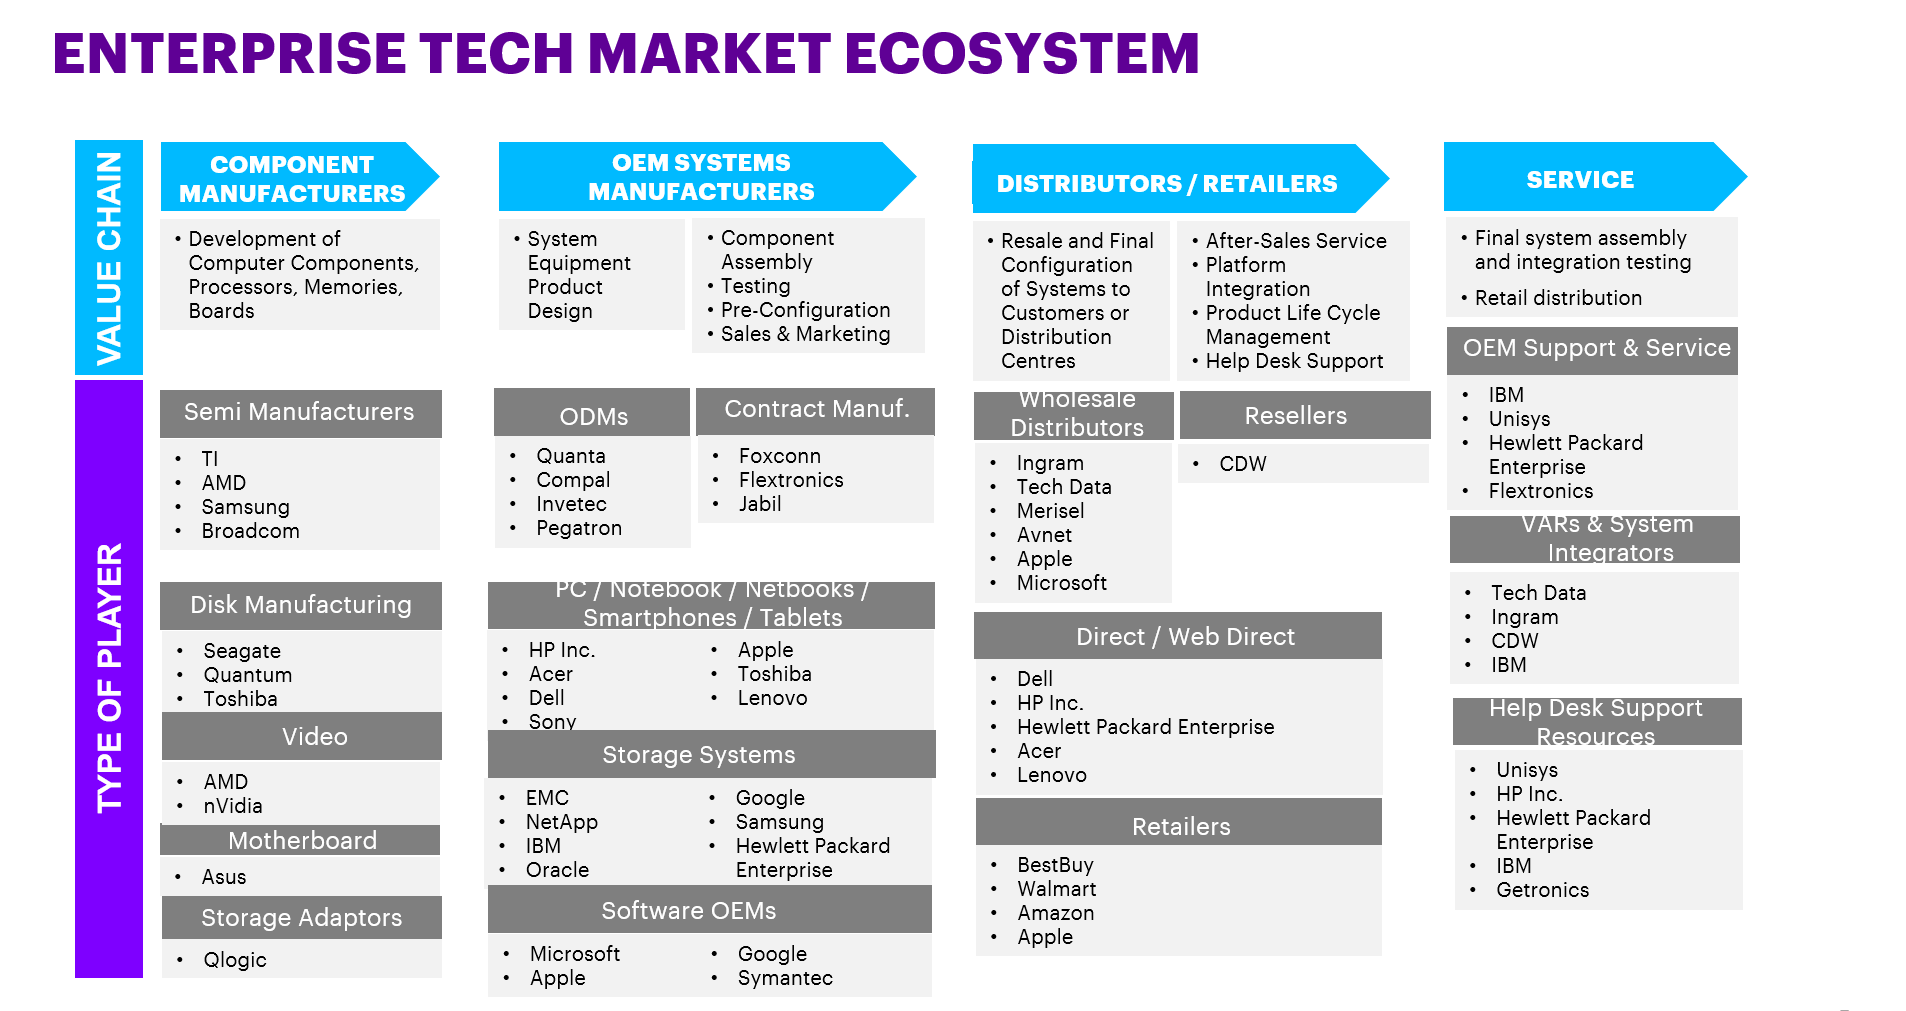 ENTERPRISE TECH MARKET ECOSYSTEM
VALUE CHAIN
COMPONENT
MANUFACTURERS
• Development of
Computer Components,
Processors, Memories,
Boards
OEM SYSTEMS
MANUFACTURERS
• System
Equipment
Product
Design
• Component
Assembly
• Testing
• Pre-Configuration
• Sales & Marketing
DISTRIBUTORS / RETAILERS
• Resale and Final
Configuration
of Systems to
Customers or
Distribution
Centres
• After-Sales Service
• Platform
Integration
• Product Life Cycle
Management
• Help Desk Support
SERVICE
• Final system assembly
and integration testing
• Retail distribution
TYPE OF PLAYER
Semi Manufacturers
• TI
• AMD
• Samsung
• Broadcom
Disk Manufacturing
• Seagate
• Quantum
• Toshiba
Video
• AMD
• nVidia
Motherboard
• Asus
Storage Adaptors
• Qlogic
ODMs
• Quanta
• Compal
• Invetec
• Pegatron
Contract Manuf.
• Foxconn
• Flextronics
• Jabil
PC / Notebook / Netbooks /
Smartphones / Tablets
• HP Inc.
• Acer
• Dell
• Sony
• Apple
• Toshiba
• Lenovo
Storage Systems
• EMC
• NetApp
• IBM
• Oracle
• Google
• Samsung
• Hewlett Packard
Enterprise
Software OEMs
• Microsoft
• Apple
• Google
• Symantec
Wholesale
Distributors
• Ingram
• Tech Data
• Merisel
• Avnet
• Apple
• Microsoft
Resellers
• CDW
Direct / Web Direct
• Dell
• HP Inc.
• Hewlett Packard Enterprise
• Acer
• Lenovo
Retailers
• BestBuy
• Walmart
• Amazon
• Apple
OEM Support & Service
• IBM
• Unisys
• Hewlett Packard
Enterprise
• Flextronics
VARs & System
Integrators
• Tech Data
• Ingram
• CDW
• IBM
Help Desk Support
Resources
• Unisys
• HP Inc.
• Hewlett Packard
Enterprise
• IBM
• Getronics